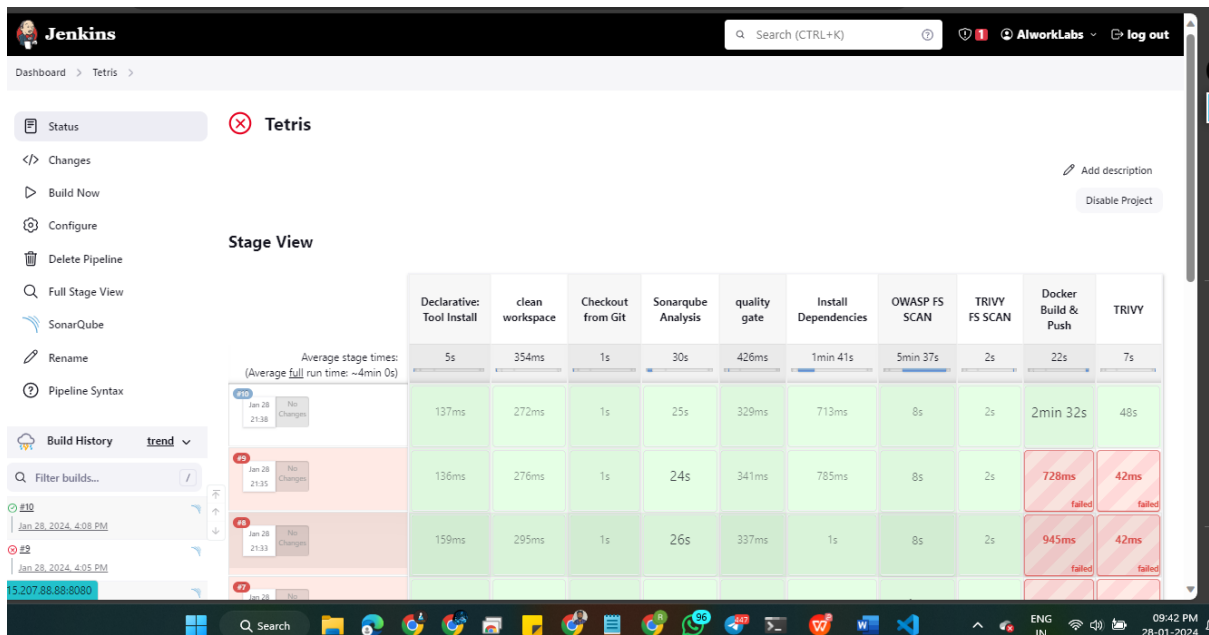 Jenkins
Search (CTRL+K)
1
AlworkLabs
log out
Dashboard > Tetris >
Status
Changes
Build Now
Configure
Delete Pipeline
Full Stage View
SonarQube
Rename
Pipeline Syntax
Build History
trend
Filter builds...
/
#10
Jan 28, 2024, 4:08 PM
#9
Jan 28, 2024, 4:05 PM
15.207.88.88:8080
Tetris
Add description
Disable Project
Stage View
Declarative: Tool Install
clean workspace
Checkout from Git
Sonarqube Analysis
quality gate
Install Dependencies
OWASP FS SCAN
TRIVY FS SCAN
Docker Build & Push
TRIVY
Average stage times:
5s 354ms 1s 30s 426ms 1min 41s 5min 37s 2s 22s 7s
(Average full run time: ~4min 0s)
#10
Jan 28 21:38
No Changes
137ms 272ms 1s 25s 329ms 713ms 8s 2s 2min 32s 48s
#9
Jan 28 21:35
No Changes
136ms 276ms 1s 24s 341ms 785ms 8s 2s 728ms 42ms
failed failed
#8
Jan 28 21:33
No Changes
159ms 295ms 1s 26s 337ms 1s 8s 2s 945ms 42ms
failed failed
#7
Jan 28
No
Search
96
447
ENG
IN
09:42 PM
28-01-2024